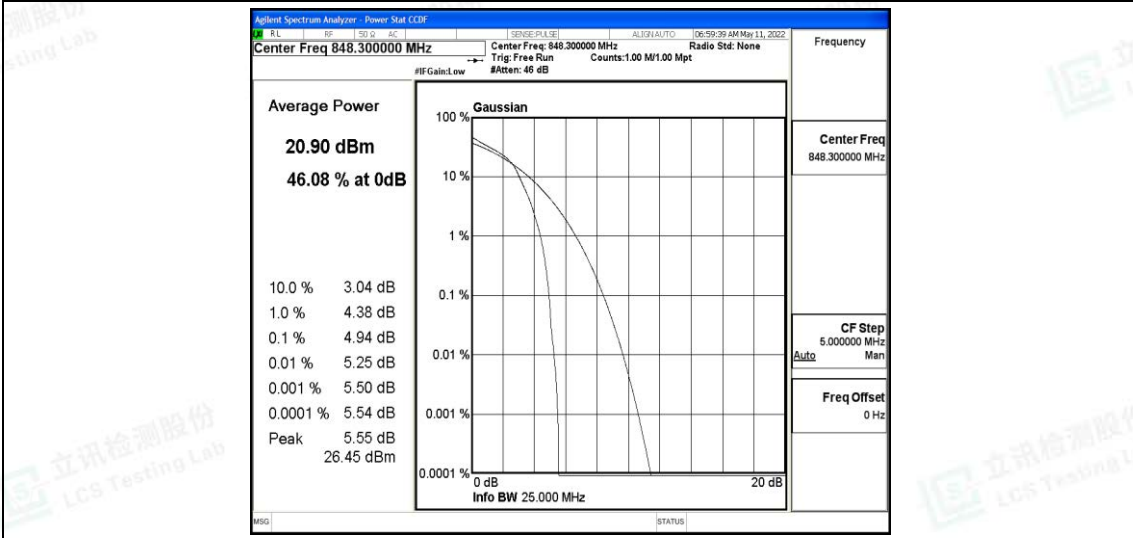 Agilent Spectrum Analyzer - Power Stat CCDF
RL RF 50 Ω AC SENSE:PULSE ALIGN AUTO 06:59:39 AM May 11, 2022
Center Freq 848.300000 MHz
Center Freq: 848.300000 MHz Radio Std: None
Trig: Free Run Counts:1.00 M/1.00 Mpt
#IFGain:Low #Atten: 46 dB
Frequency
Average Power
20.90 dBm
46.08 % at 0dB
10.0 % 3.04 dB
1.0 % 4.38 dB
0.1 % 4.94 dB
0.01 % 5.25 dB
0.001 % 5.50 dB
0.0001 % 5.54 dB
Peak 5.55 dB
26.45 dBm
Gaussian
100 %
10 %
1 %
0.1 %
0.01 %
0.001 %
0.0001 %
0 dB 20 dB
Info BW 25.000 MHz
Center Freq
848.300000 MHz
CF Step
5.000000 MHz
Auto Man
Freq Offset
0 Hz
MSG STATUS
立讯检测股份
LCS Testing Lab